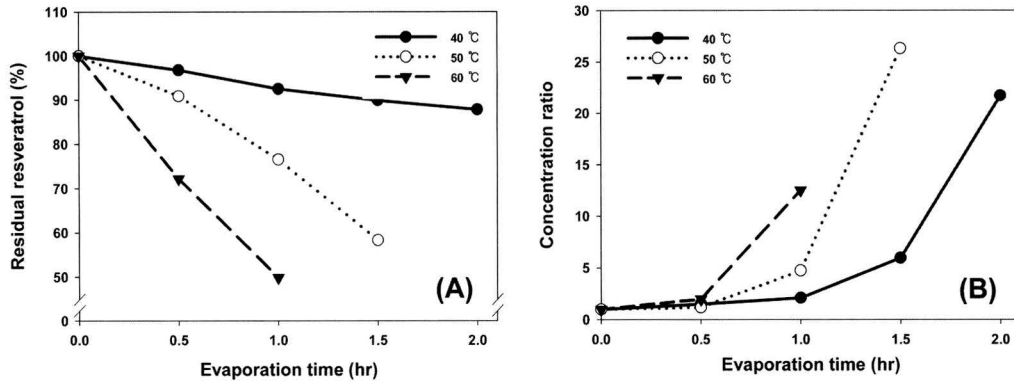 110
100
90
80
70
60
50
0
Residual resveratrol (%)
40 ℃
50 ℃
60 ℃
(A)
0.0 0.5 1.0 1.5 2.0
Evaporation time (hr)
30
25
20
15
10
5
0
Concentration ratio
40 ℃
50 ℃
60 ℃
(B)
0.0 0.5 1.0 1.5 2.0
Evaporation time (hr)